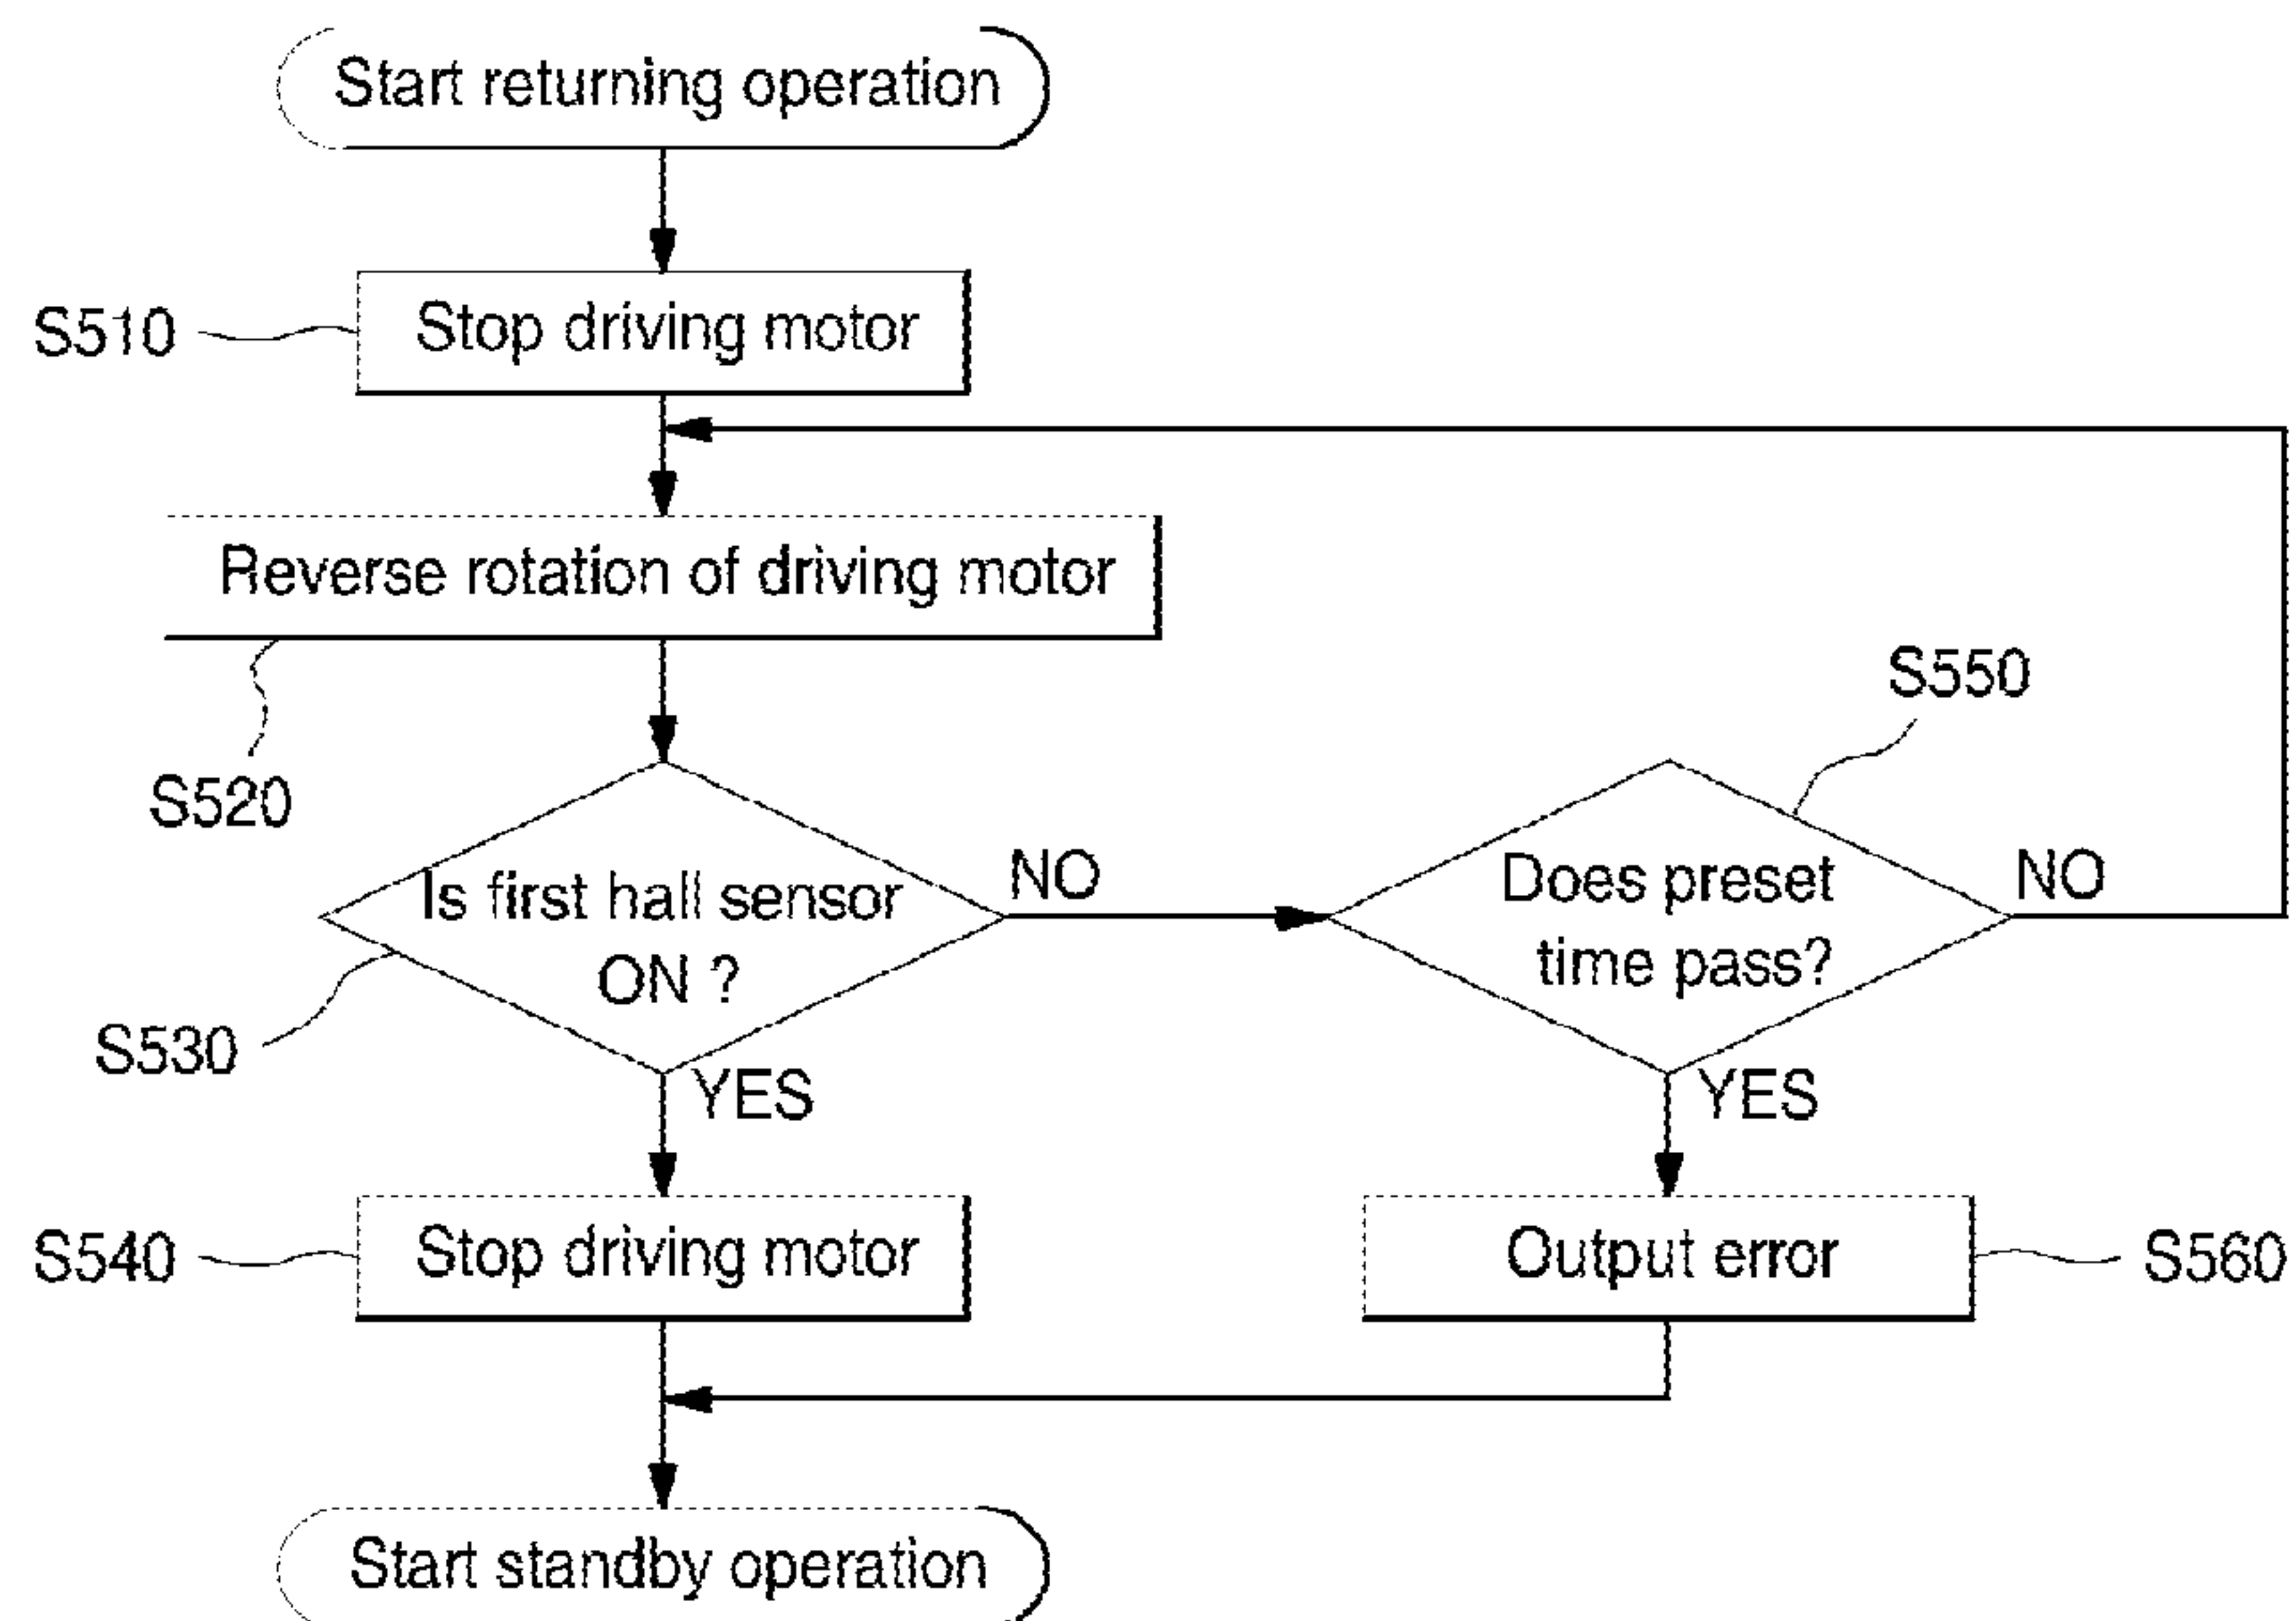 Start returning operation
S510
Stop driving motor
Reverse rotation of driving motor
S520
S550
Is first hall sensor
ON ?
NO
Does preset
time pass?
NO
S530
YES
YES
S540
Stop driving motor
Output error
S560
Start standby operation